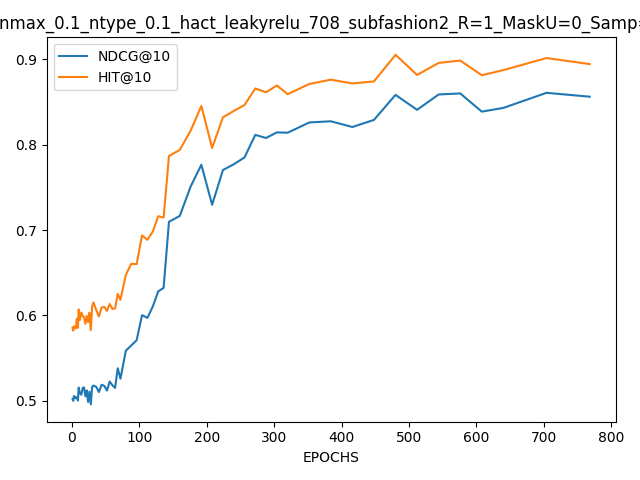 nmax_0.1_ntype_0.1_hact_leakyrelu_708_subfashion2_R=1_MaskU=0_Samp=
NDCG@10
HIT@10
0.9
0.8
0.7
0.6
0.5
0 100 200 300 400 500 600 700 800
EPOCHS